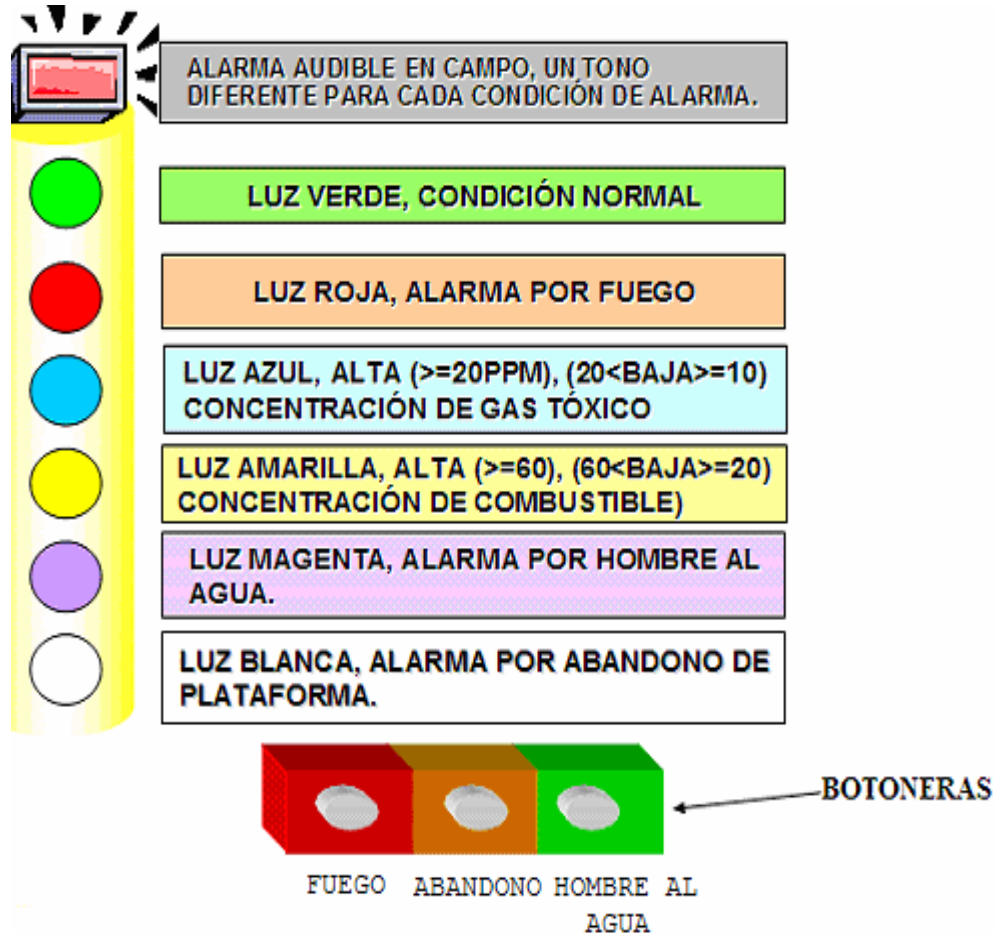 ALARMA AUDIBLE EN CAMPO, UN TONO
DIFERENTE PARA CADA CONDICIÓN DE ALARMA.
LUZ VERDE, CONDICIÓN NORMAL
LUZ ROJA, ALARMA POR FUEGO
LUZ AZUL, ALTA (>=20PPM), (20<BAJA>=10)
CONCENTRACIÓN DE GAS TÓXICO
LUZ AMARILLA, ALTA (>=60), (60<BAJA>=20)
CONCENTRACIÓN DE COMBUSTIBLE)
LUZ MAGENTA, ALARMA POR HOMBRE AL
AGUA.
LUZ BLANCA, ALARMA POR ABANDONO DE
PLATAFORMA.
BOTONERAS
FUEGO ABANDONO HOMBRE AL
AGUA